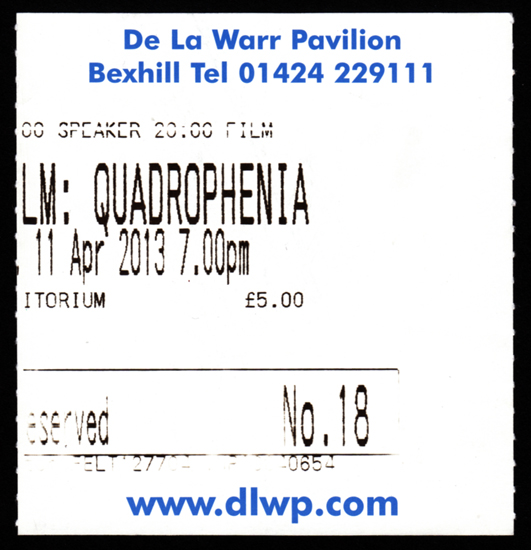 De La Warr Pavilion
Bexhill Tel 01424 229111
00 SPEAKER 20:00 FILM
LM: QUADROPHENIA
11 Apr 2013 7.00pm
ITORIUM £5.00
eserved No.18
www.dlwp.com